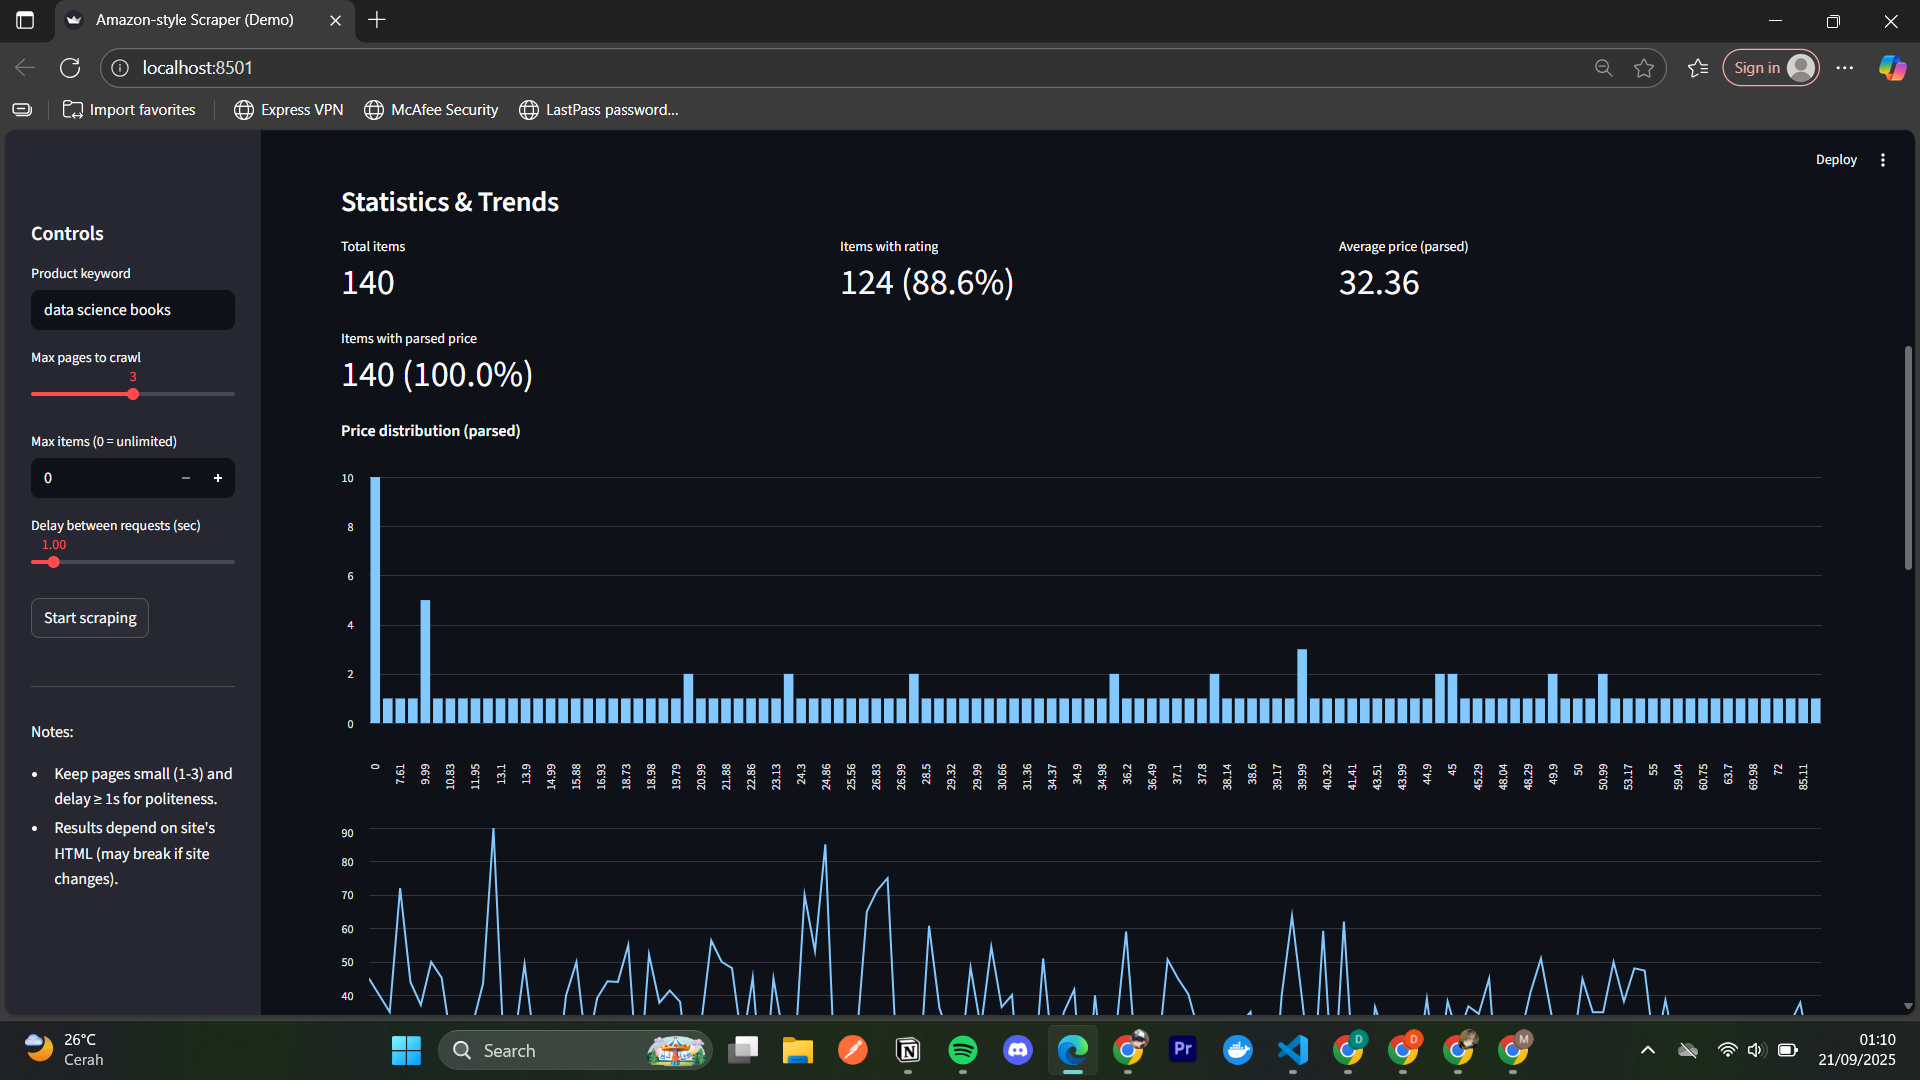 Amazon-style Scraper (Demo)
localhost:8501
Sign in
Import favorites
Express VPN
McAfee Security
LastPass password...
Deploy
Controls
Product keyword
data science books
Max pages to crawl
3
Max items (0 = unlimited)
0
Delay between requests (sec)
1.00
Start scraping
Notes:
Keep pages small (1-3) and
delay ≥ 1s for politeness.
Results depend on site's
HTML (may break if site
changes).
Statistics & Trends
Total items
140
Items with rating
124 (88.6%)
Average price (parsed)
32.36
Items with parsed price
140 (100.0%)
Price distribution (parsed)
10
8
6
4
2
0
0 7.61 9.99 10.83 11.95 13.1 13.9 14.99 15.88 16.93 18.73 18.98 19.79 20.99 21.88 22.86 23.13 24.3 24.86 25.56 26.83 26.99 28.5 29.32 29.99 30.66 31.36 34.37 34.9 34.98 36.2 36.49 37.1 37.8 38.14 38.6 39.17 39.99 40.32 41.41 43.51 43.99 44.9 45 45.29 48.04 48.29 49.9 50 50.99 53.17 55 59.04 60.75 63.7 69.98 72 85.11
90
80
70
60
50
40
26°C
Cerah
Search
Pr
D
D
M
01:10
21/09/2025